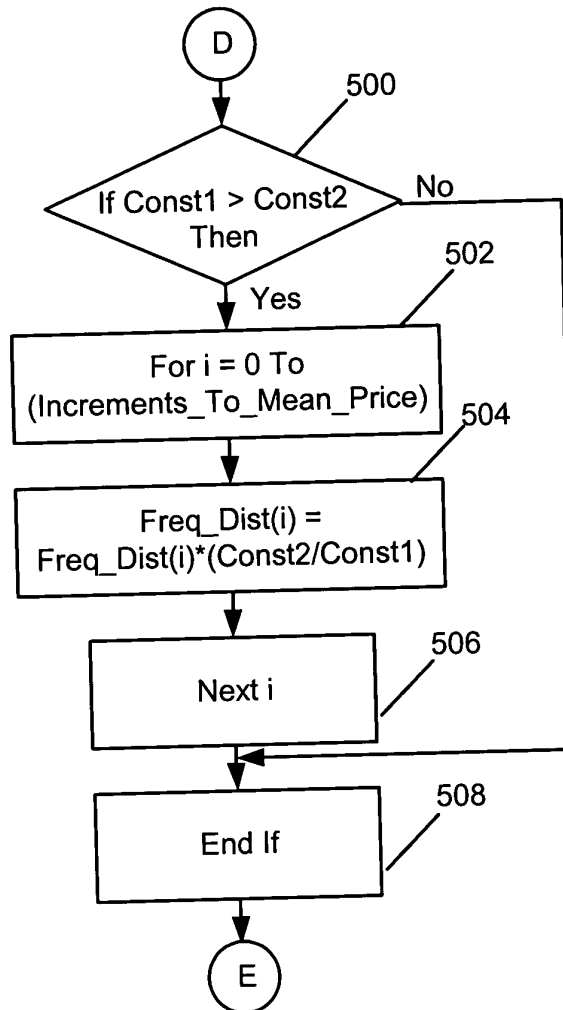 D
500
If Const1 > Const2
Then
No
Yes
502
For i = 0 To
(Increments_To_Mean_Price)
504
Freq_Dist(i) =
Freq_Dist(i)*(Const2/Const1)
506
Next i
508
End If
E